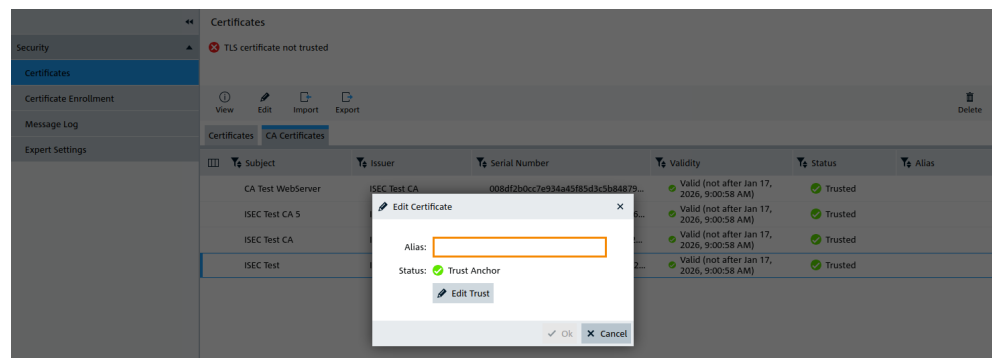 Certificates
Security
TLS certificate not trusted
Certificates
Certificate Enrollment
View Edit Import Export Delete
Message Log
Certificates CA Certificates
Expert Settings
Subject Issuer Serial Number Validity Status Alias
CA Test WebServer ISEC Test CA 008df2b0cc7e934a45f85d3c5b84879... Valid (not after Jan 17, 2026, 9:00:58 AM) Trusted
ISEC Test CA 5 Valid (not after Jan 17, 2026, 9:00:58 AM) Trusted
ISEC Test CA Valid (not after Jan 17, 2026, 9:00:58 AM) Trusted
ISEC Test Valid (not after Jan 17, 2026, 9:00:58 AM) Trusted
Edit Certificate
Alias:
Status: Trust Anchor
Edit Trust
Ok Cancel